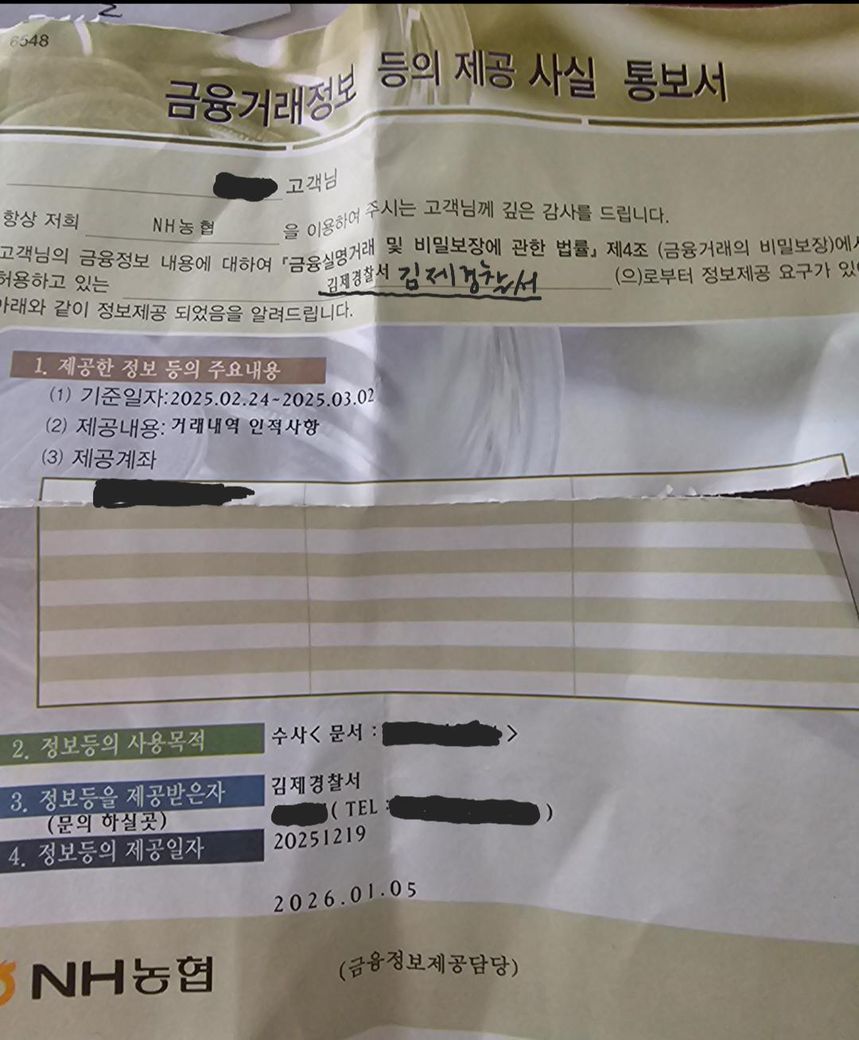 6548
금융거래정보 등의 제공 사실 통보서
고객님
항상 저희 NH농협 을 이용하여 주시는 고객님께 깊은 감사를 드립니다.
고객님의 금융정보 내용에 대하여 『금융실명거래 및 비밀보장에 관한 법률』 제4조 (금융거래의 비밀보장)에서
허용하고 있는 김제경찰서 김제경찰서 (으)로부터 정보제공 요구가 있어
아래와 같이 정보제공 되었음을 알려드립니다.
1. 제공한 정보 등의 주요내용
(1) 기준일자:2025.02.24~2025.03.02
(2) 제공내용: 거래내역 인적사항
(3) 제공계좌
2. 정보등의 사용목적 수사< 문서 : >
3. 정보등을 제공받은자 김제경찰서
(문의 하실곳) ( TEL : )
4. 정보등의 제공일자 20251219
2026.01.05
NH농협 (금융정보제공담당)